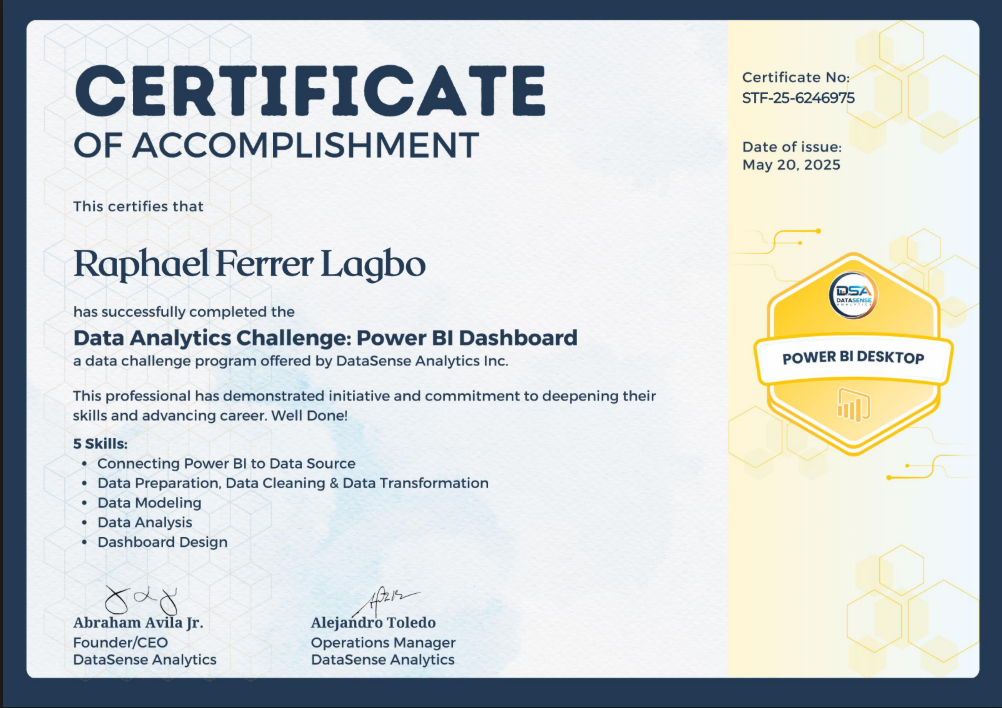 CERTIFICATE
OF ACCOMPLISHMENT
This certifies that
Raphael Ferrer Lagbo
has successfully completed the
Data Analytics Challenge: Power BI Dashboard
a data challenge program offered by DataSense Analytics Inc.
This professional has demonstrated initiative and commitment to deepening their
skills and advancing career. Well Done!
5 Skills:
• Connecting Power BI to Data Source
• Data Preparation, Data Cleaning & Data Transformation
• Data Modeling
• Data Analysis
• Dashboard Design
Abraham Avila Jr.
Founder/CEO
DataSense Analytics
Alejandro Toledo
Operations Manager
DataSense Analytics
Certificate No:
STF-25-6246975
Date of issue:
May 20, 2025
DSA
DATASENSE
ANALYTICS
POWER BI DESKTOP